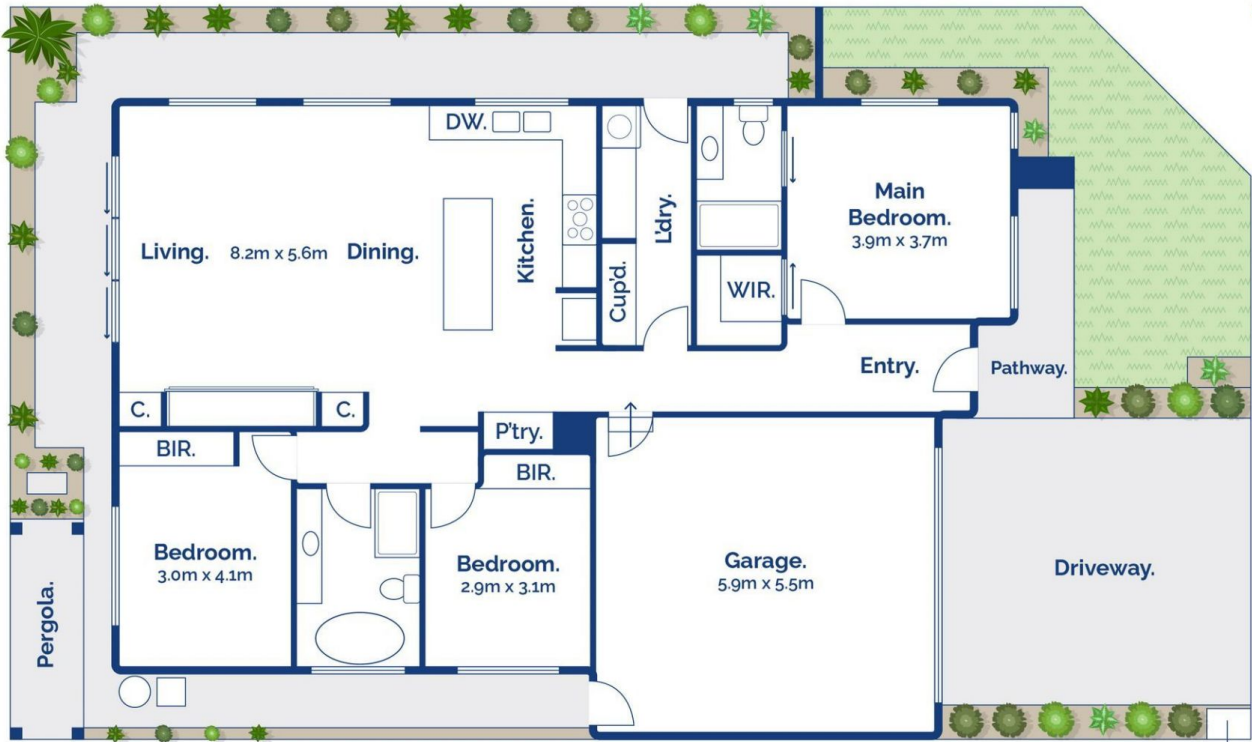 DW.
Main
Bedroom.
3.9m x 3.7m
Living.
8.2m x 5.6m
Dining.
Kitchen.
L'dry.
Cup'd.
WIR.
Entry.
Pathway.
C.
C.
P'try.
BIR.
BIR.
Bedroom.
3.0m x 4.1m
Bedroom.
2.9m x 3.1m
Garage.
5.9m x 5.5m
Driveway.
Pergola.